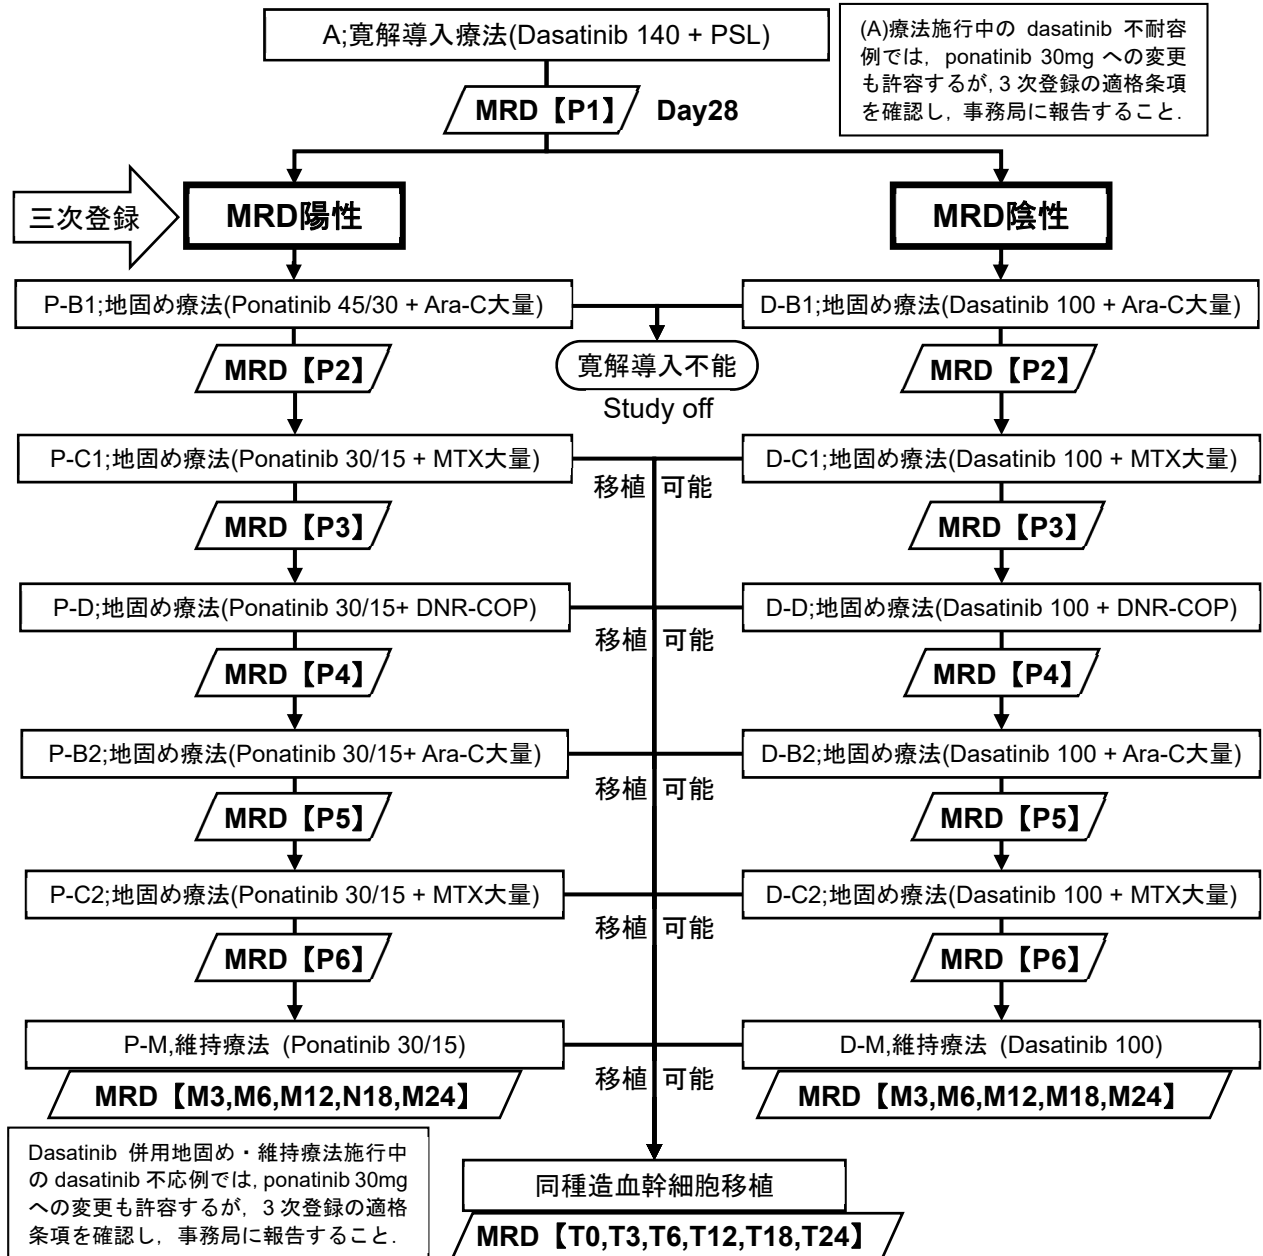 A;寛解導入療法(Dasatinib 140 + PSL)
(A)療法施行中の dasatinib 不耐容
例では, ponatinib 30mg への変更
も許容するが, 3 次登録の適格条項
を確認し, 事務局に報告すること.
MRD【P1】 Day28
三次登録
MRD陽性
MRD陰性
P-B1;地固め療法(Ponatinib 45/30 + Ara-C大量)
D-B1;地固め療法(Dasatinib 100 + Ara-C大量)
MRD【P2】
寛解導入不能
MRD【P2】
Study off
P-C1;地固め療法(Ponatinib 30/15 + MTX大量)
D-C1;地固め療法(Dasatinib 100 + MTX大量)
移植 可能
MRD【P3】
MRD【P3】
P-D;地固め療法(Ponatinib 30/15+ DNR-COP)
D-D;地固め療法(Dasatinib 100 + DNR-COP)
移植 可能
MRD【P4】
MRD【P4】
P-B2;地固め療法(Ponatinib 30/15+ Ara-C大量)
D-B2;地固め療法(Dasatinib 100 + Ara-C大量)
移植 可能
MRD【P5】
MRD【P5】
P-C2;地固め療法(Ponatinib 30/15 + MTX大量)
D-C2;地固め療法(Dasatinib 100 + MTX大量)
移植 可能
MRD【P6】
MRD【P6】
P-M,維持療法 (Ponatinib 30/15)
D-M,維持療法 (Dasatinib 100)
移植 可能
MRD【M3,M6,M12,N18,M24】
MRD【M3,M6,M12,M18,M24】
Dasatinib 併用地固め・維持療法施行中
の dasatinib 不応例では, ponatinib 30mg
への変更も許容するが, 3 次登録の適格
条項を確認し, 事務局に報告すること.
同種造血幹細胞移植
MRD【T0,T3,T6,T12,T18,T24】